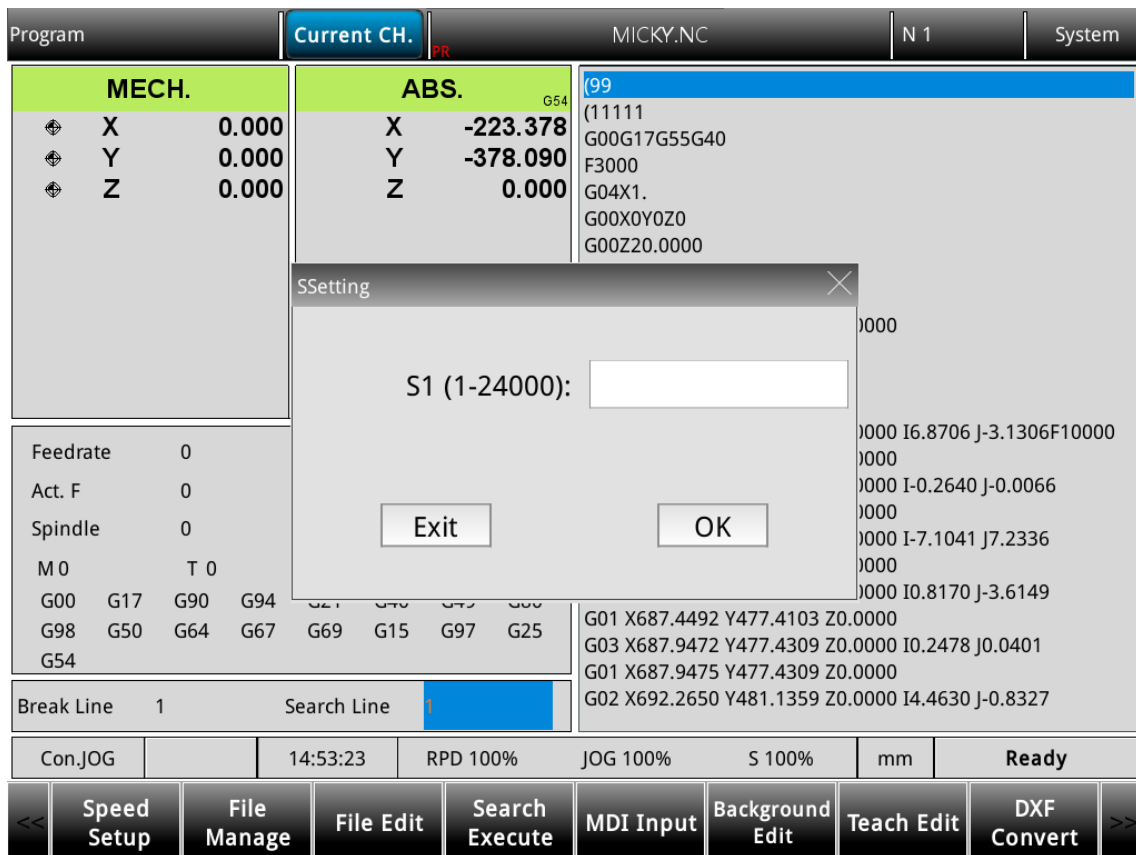 Program Current CH. PR MICKY.NC N 1 System
MECH.
X 0.000
Y 0.000
Z 0.000
ABS. G54
X -223.378
Y -378.090
Z 0.000
(99
(11111
G00G17G55G40
F3000
G04X1.
G00X0Y0Z0
G00Z20.0000
SSetting
S1 (1-24000):
Exit OK
0000
0000 I6.8706 J-3.1306F10000
0000
0000 I-0.2640 J-0.0066
0000
0000 I-7.1041 J7.2336
0000
0000 I0.8170 J-3.6149
G01 X687.4492 Y477.4103 Z0.0000
G03 X687.9472 Y477.4309 Z0.0000 I0.2478 J0.0401
G01 X687.9475 Y477.4309 Z0.0000
G02 X692.2650 Y481.1359 Z0.0000 I4.4630 J-0.8327
Feedrate 0
Act. F 0
Spindle 0
M 0 T 0
G00 G17 G90 G94
G98 G50 G64 G67 G69 G15 G97 G25
G54
Break Line 1 Search Line 1
Con.JOG 14:53:23 RPD 100% JOG 100% S 100% mm Ready
<< Speed Setup File Manage File Edit Search Execute MDI Input Background Edit Teach Edit DXF Convert >>